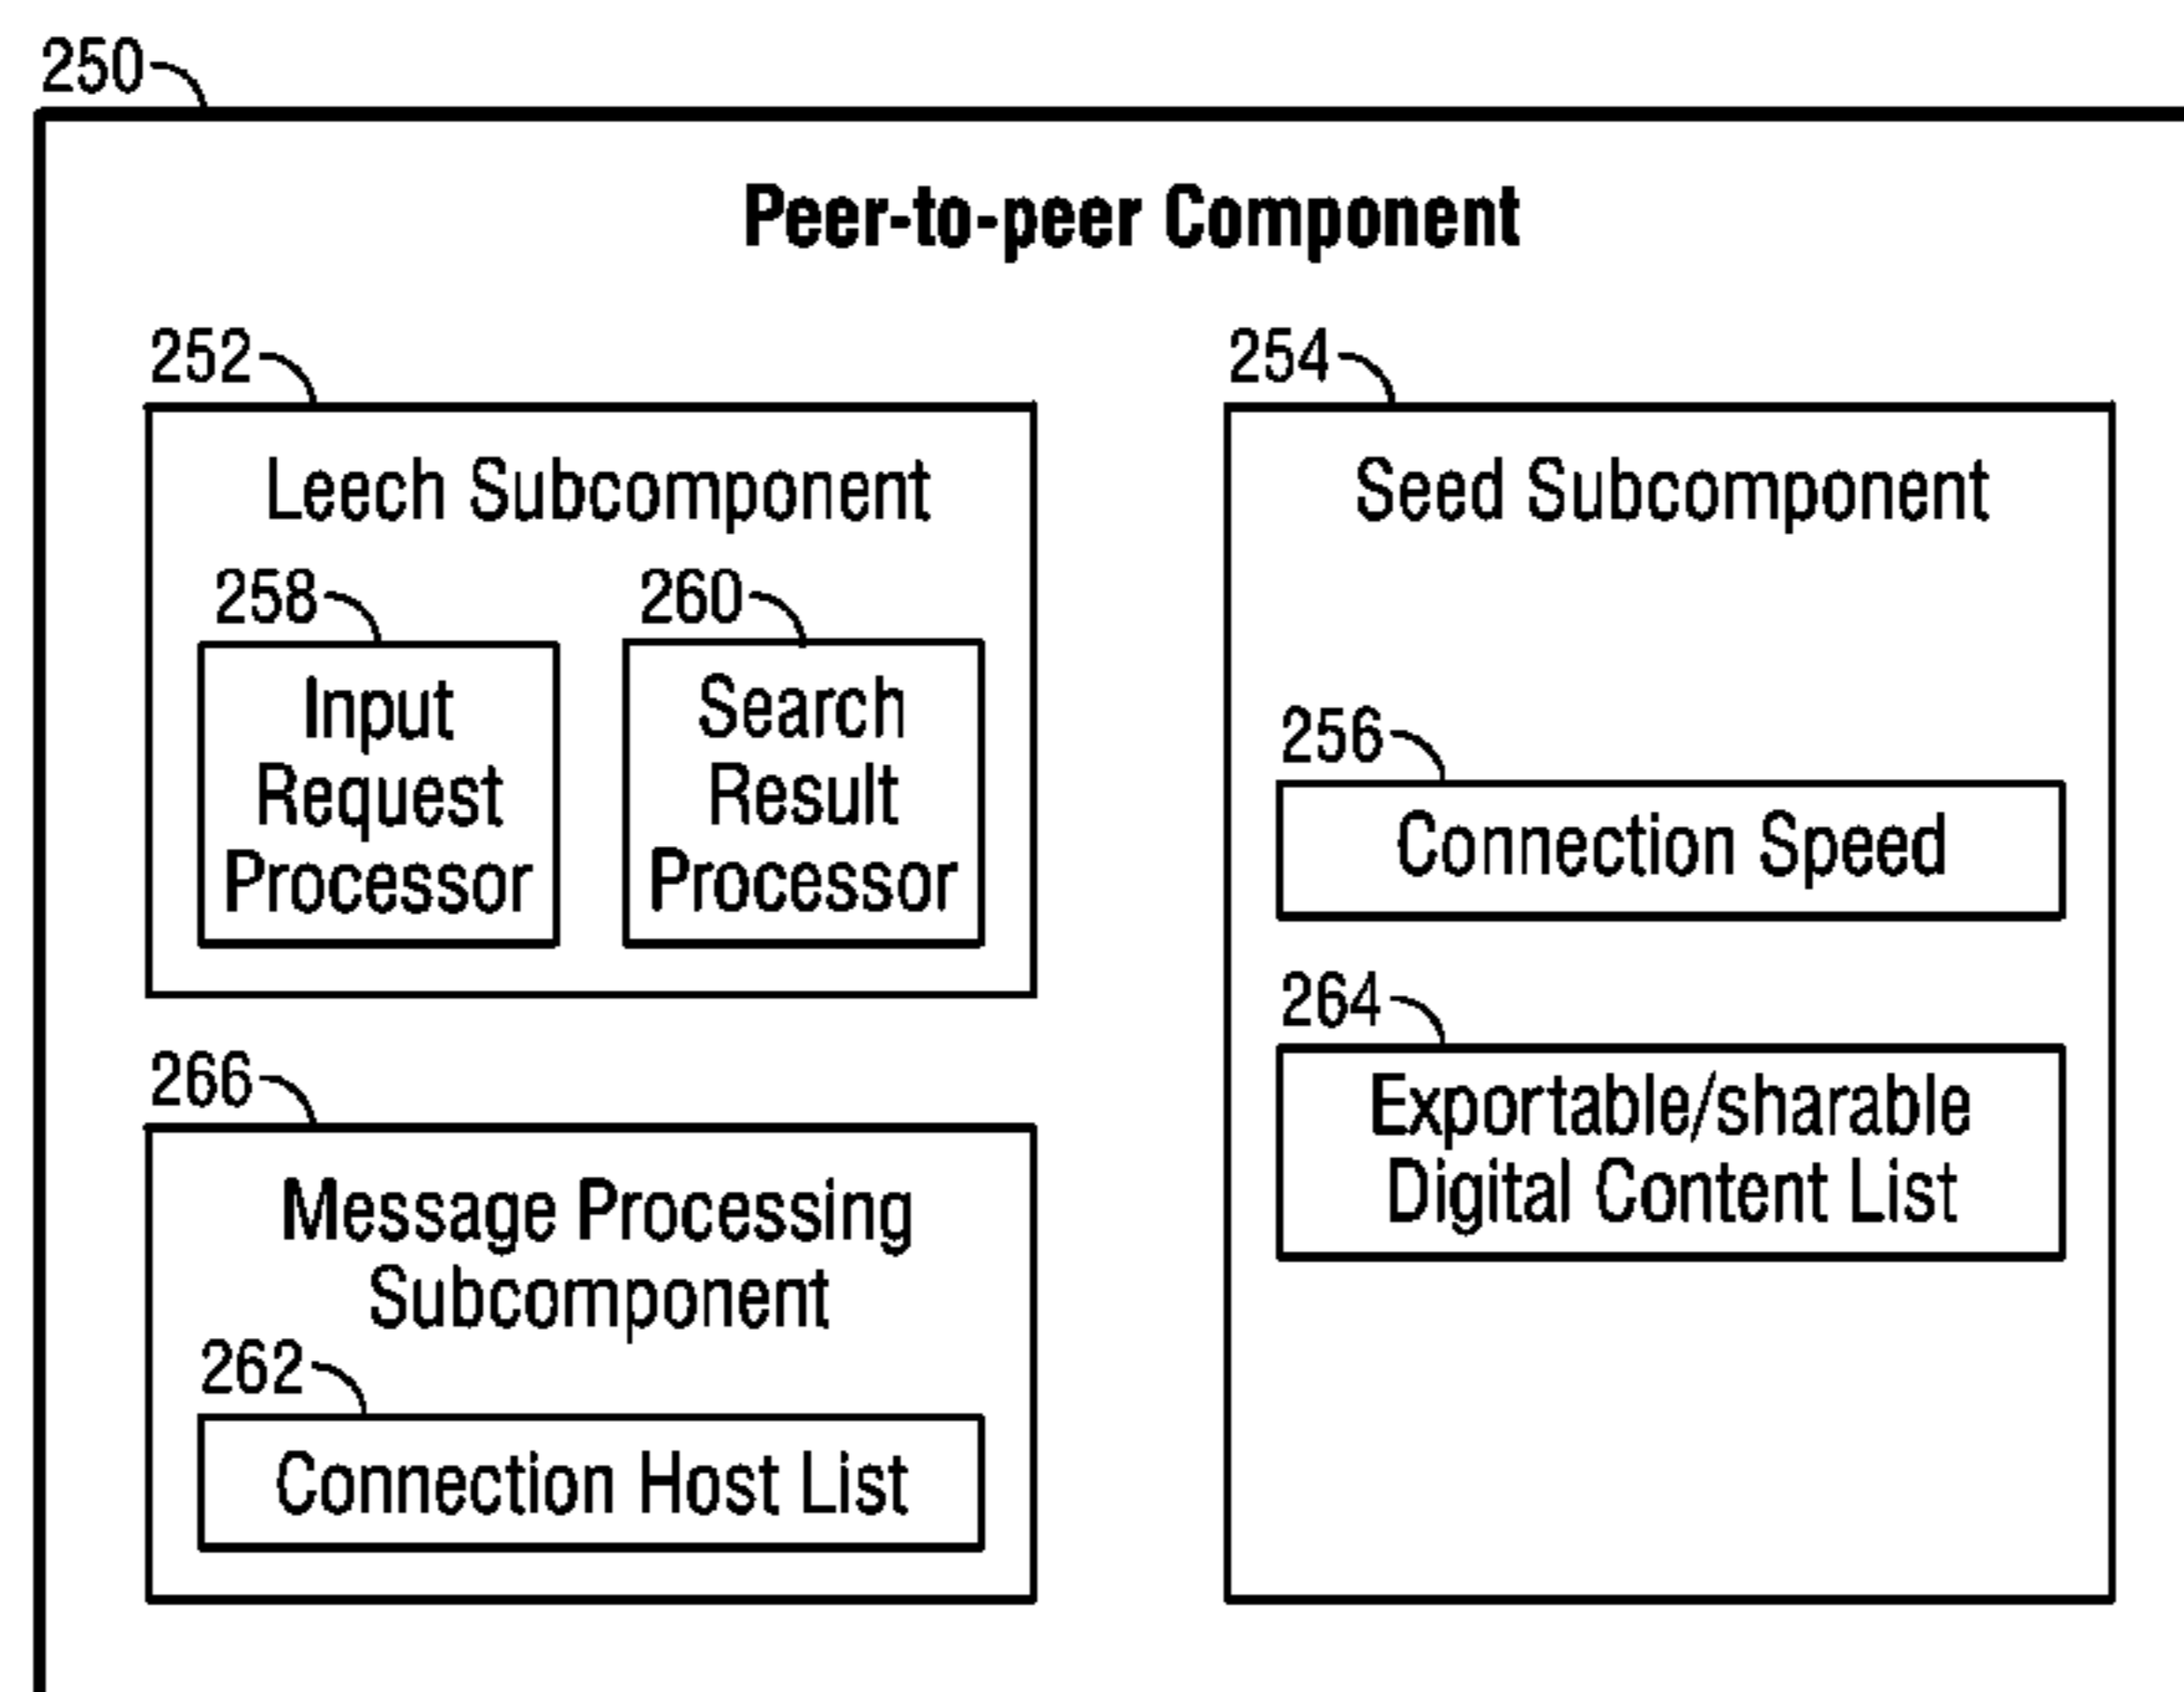 250
Peer-to-peer Component
252
Leech Subcomponent
258
Input
Request
Processor
260
Search
Result
Processor
266
Message Processing
Subcomponent
262
Connection Host List
254
Seed Subcomponent
256
Connection Speed
264
Exportable/sharable
Digital Content List